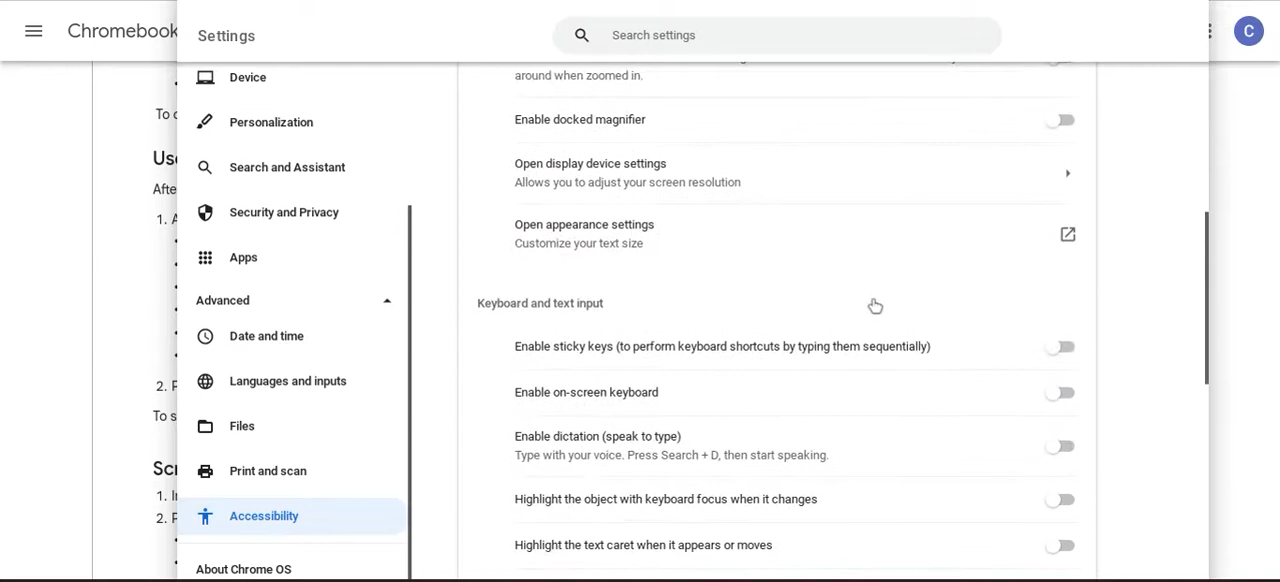 Chromebook
C
Settings
Search settings
To
Use
Afte
1. A
2. P
To s
Scr
1. I
2. P
Device
Personalization
Search and Assistant
Security and Privacy
Apps
Advanced
Date and time
Languages and inputs
Files
Print and scan
Accessibility
About Chrome OS
around when zoomed in.
Enable docked magnifier
Open display device settings
Allows you to adjust your screen resolution
Open appearance settings
Customize your text size
Keyboard and text input
Enable sticky keys (to perform keyboard shortcuts by typing them sequentially)
Enable on-screen keyboard
Enable dictation (speak to type)
Type with your voice. Press Search + D, then start speaking.
Highlight the object with keyboard focus when it changes
Highlight the text caret when it appears or moves